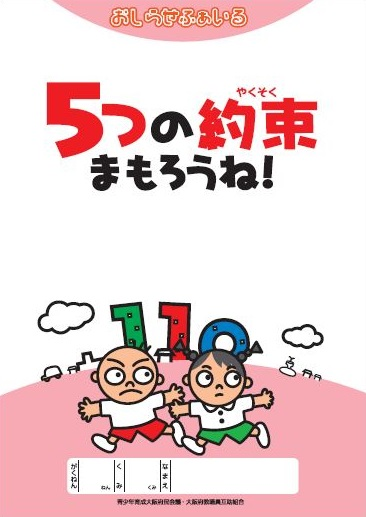 おしらせふぁいる
やくそく
5つの約束
まもろうね!
110
がくねん ねん くみ くみ なまえ
青少年育成大阪府民会議・大阪府教職員互助組合